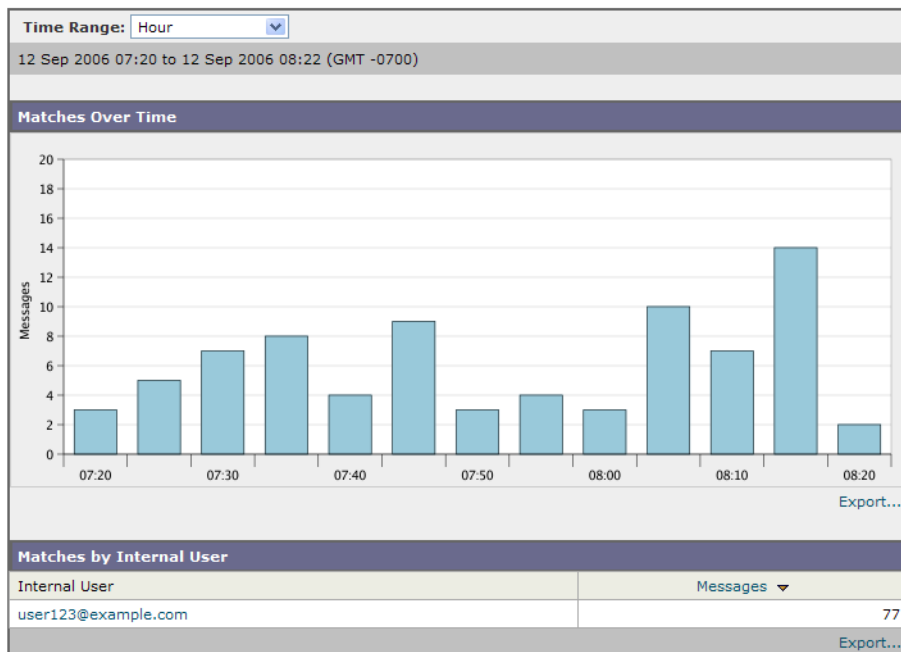 Time Range: Hour
12 Sep 2006 07:20 to 12 Sep 2006 08:22 (GMT -0700)
Matches Over Time
20
18
16
14
12
10
8
6
4
2
0
Messages
07:20 07:30 07:40 07:50 08:00 08:10 08:20
Export...
Matches by Internal User
Internal User Messages
user123@example.com 77
Export...